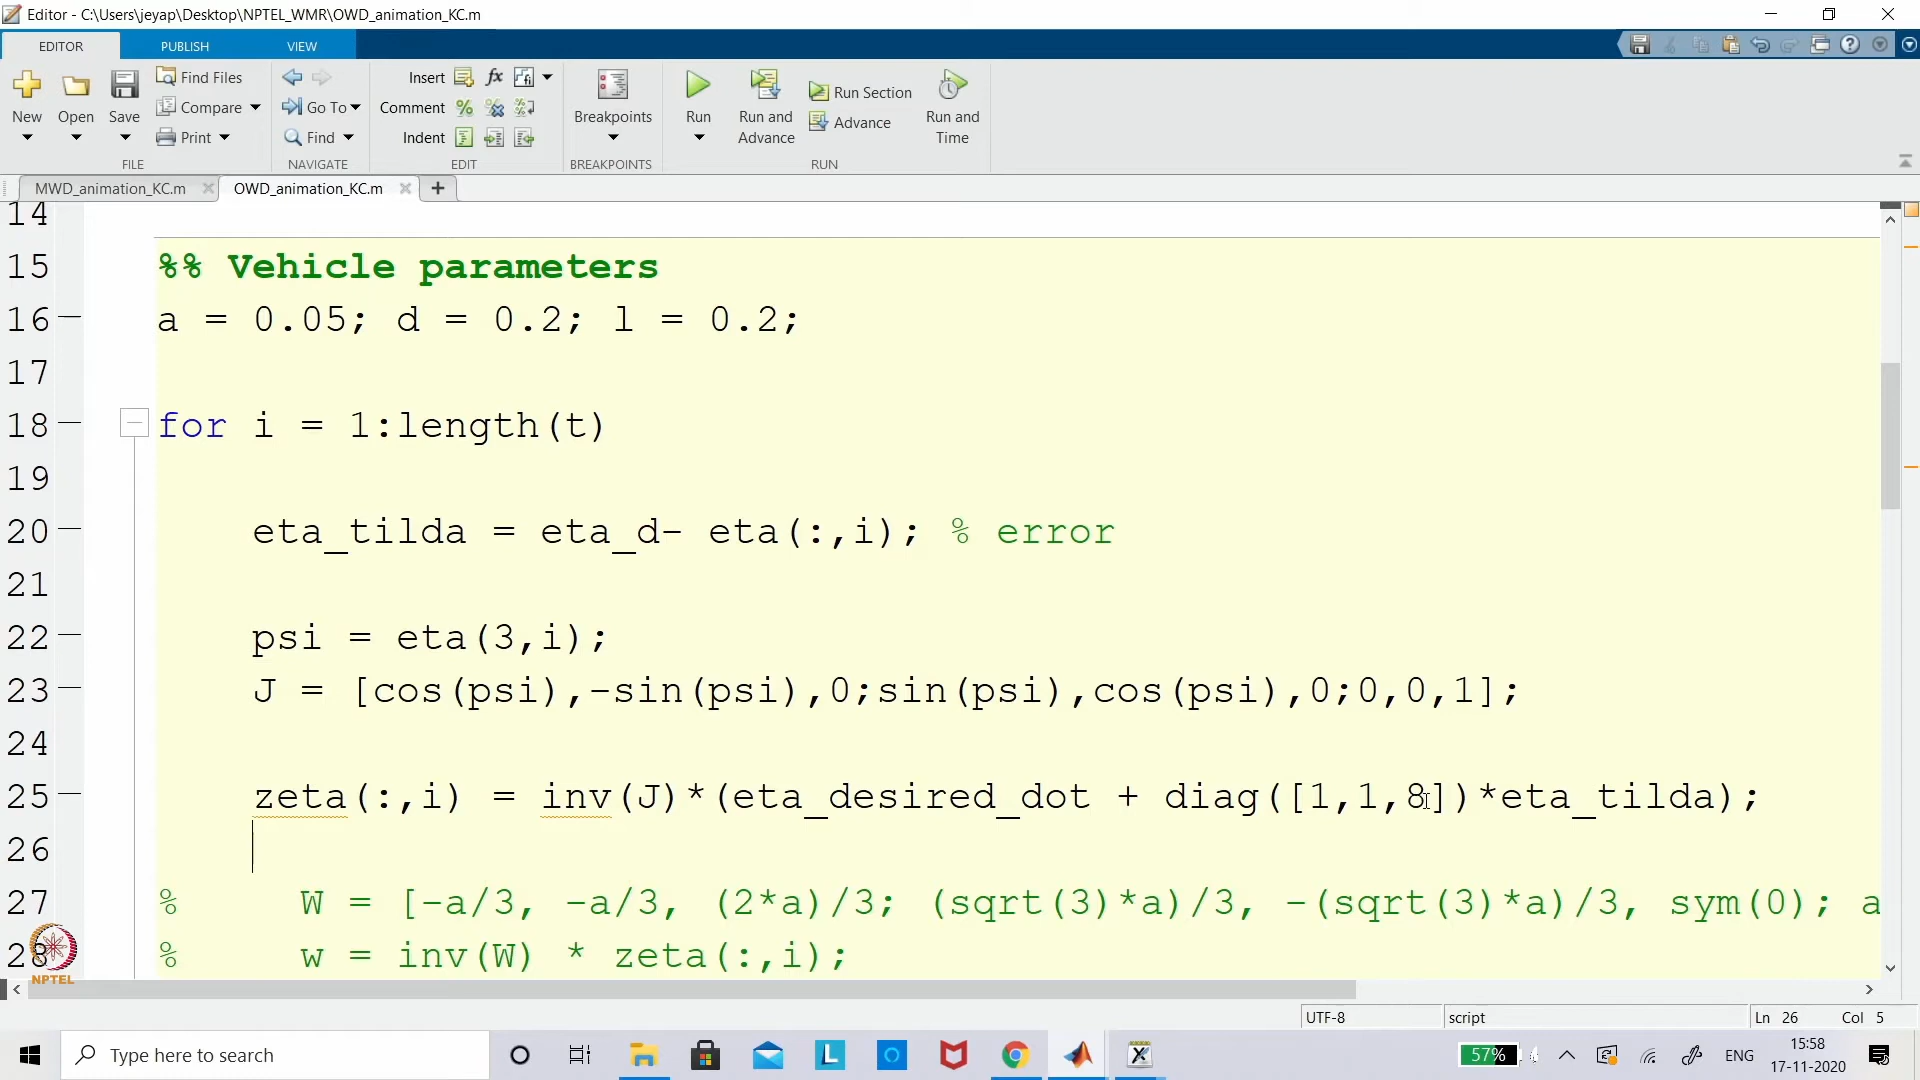 Editor - C:\Users\jeyap\Desktop\NPTEL_WMR\OWD_animation_KC.m
EDITOR PUBLISH VIEW
New Open Save Find Files Compare Print
FILE
Go To Find
NAVIGATE
Insert fx
Comment
Indent
EDIT
Breakpoints
BREAKPOINTS
Run Run and Advance Run Section Advance Run and Time
RUN
MWD_animation_KC.m OWD_animation_KC.m
14
15 %% Vehicle parameters
16 a = 0.05; d = 0.2; l = 0.2;
17
18 for i = 1:length(t)
19
20 eta_tilda = eta_d- eta(:,i); % error
21
22 psi = eta(3,i);
23 J = [cos(psi),-sin(psi),0;sin(psi),cos(psi),0;0,0,1];
24
25 zeta(:,i) = inv(J)*(eta_desired_dot + diag([1,1,8])*eta_tilda);
26
27 % W = [-a/3, -a/3, (2*a)/3; (sqrt(3)*a)/3, -(sqrt(3)*a)/3, sym(0); a
28 % w = inv(W) * zeta(:,i);
NPTEL
UTF-8 script Ln 26 Col 5
Type here to search
57% ENG 15:58
17-11-2020